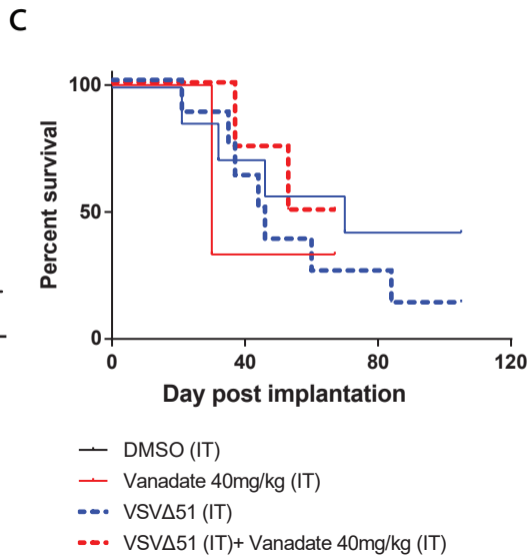 C
Percent survival
100
50
0
0 40 80 120
Day post implantation
DMSO (IT)
Vanadate 40mg/kg (IT)
VSVΔ51 (IT)
VSVΔ51 (IT)+ Vanadate 40mg/kg (IT)